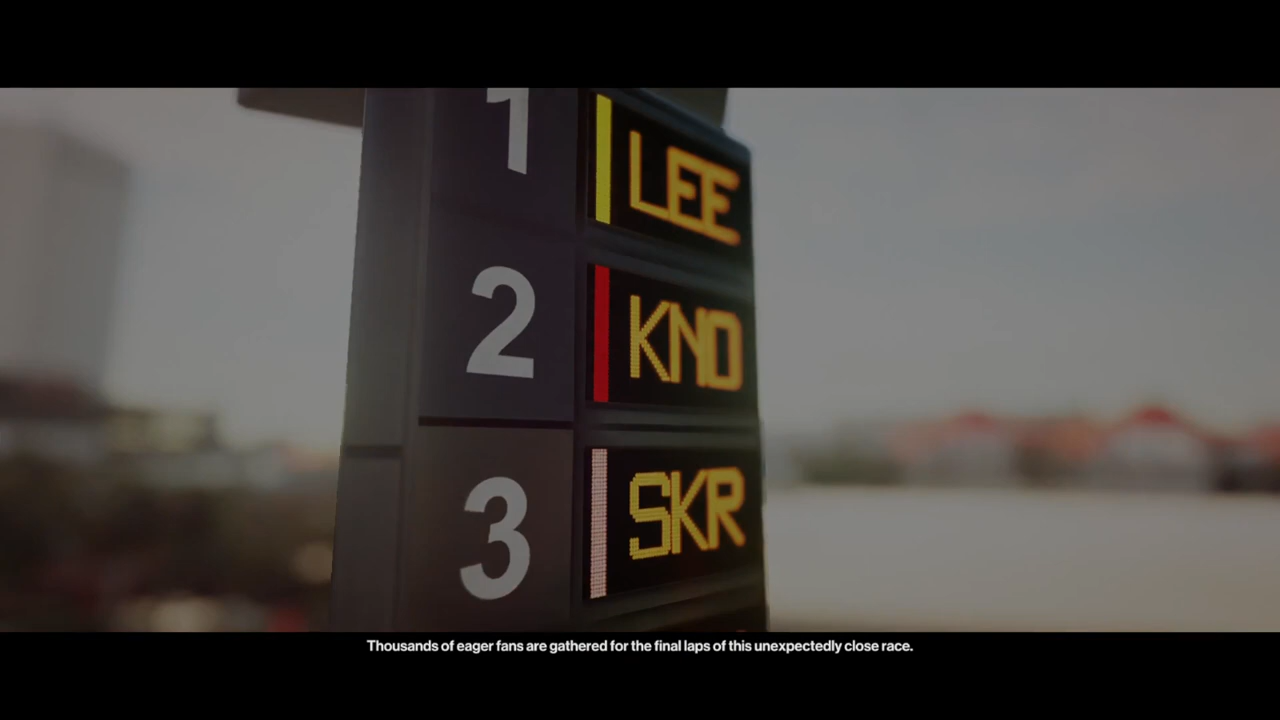 1 LEE
2 KNO
3 SKR
Thousands of eager fans are gathered for the final laps of this unexpectedly close race.